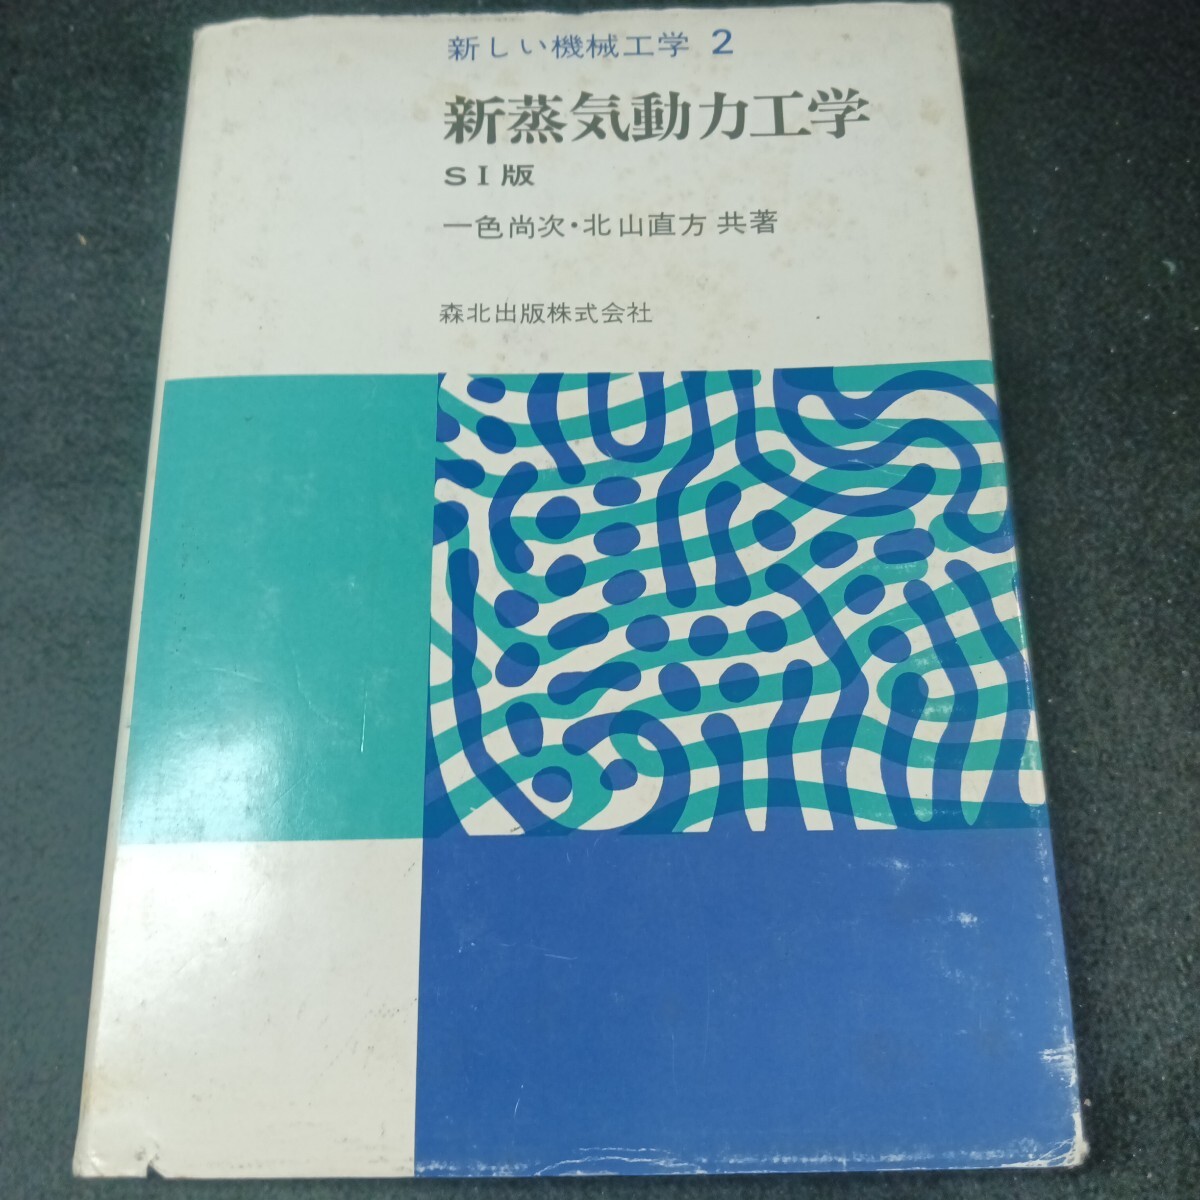 新しい機械工学 2
新蒸気動力工学
SI版
一色尚次・北山直方 共著
森北出版株式会社